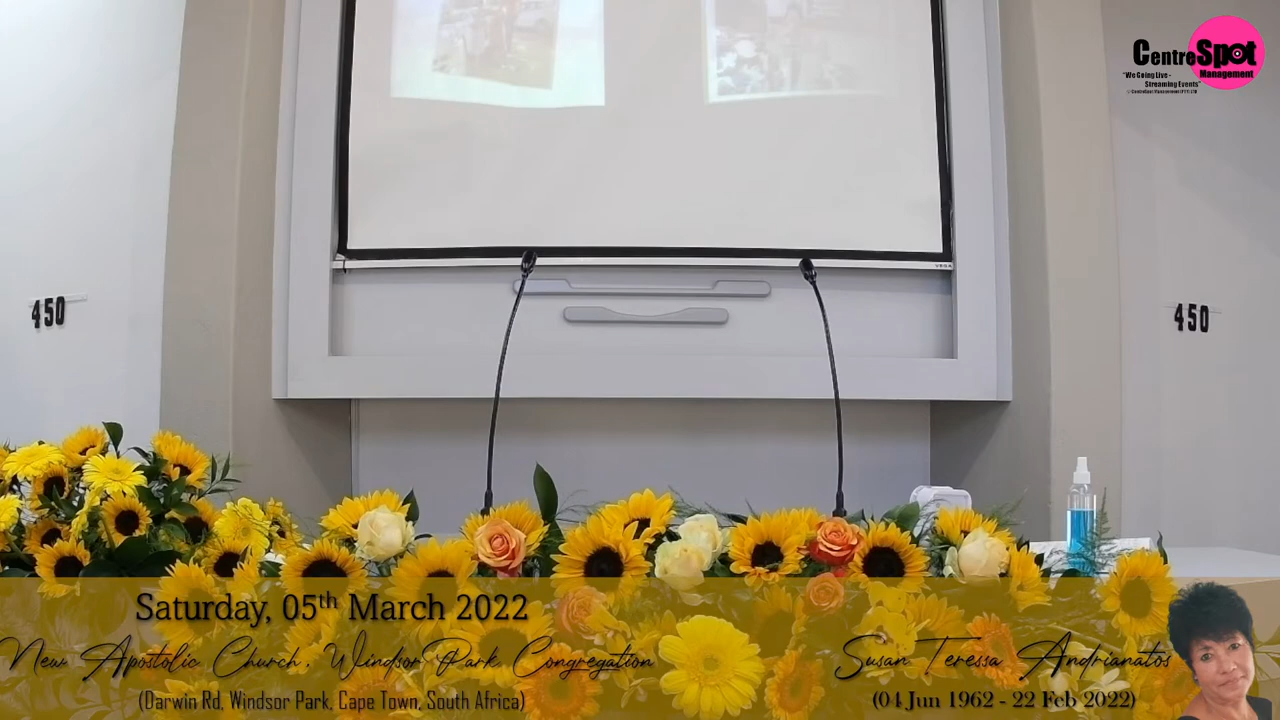 CentreSpot
Management
"We Going Live -
Streaming Events"
450
450
Saturday, 05th March 2022
New Apostolic Church, Windsor Park Congregation
(Darwin Rd, Windsor Park, Cape Town, South Africa)
Susan Teressa Andrianatos
(04 Jun 1962 - 22 Feb 2022)